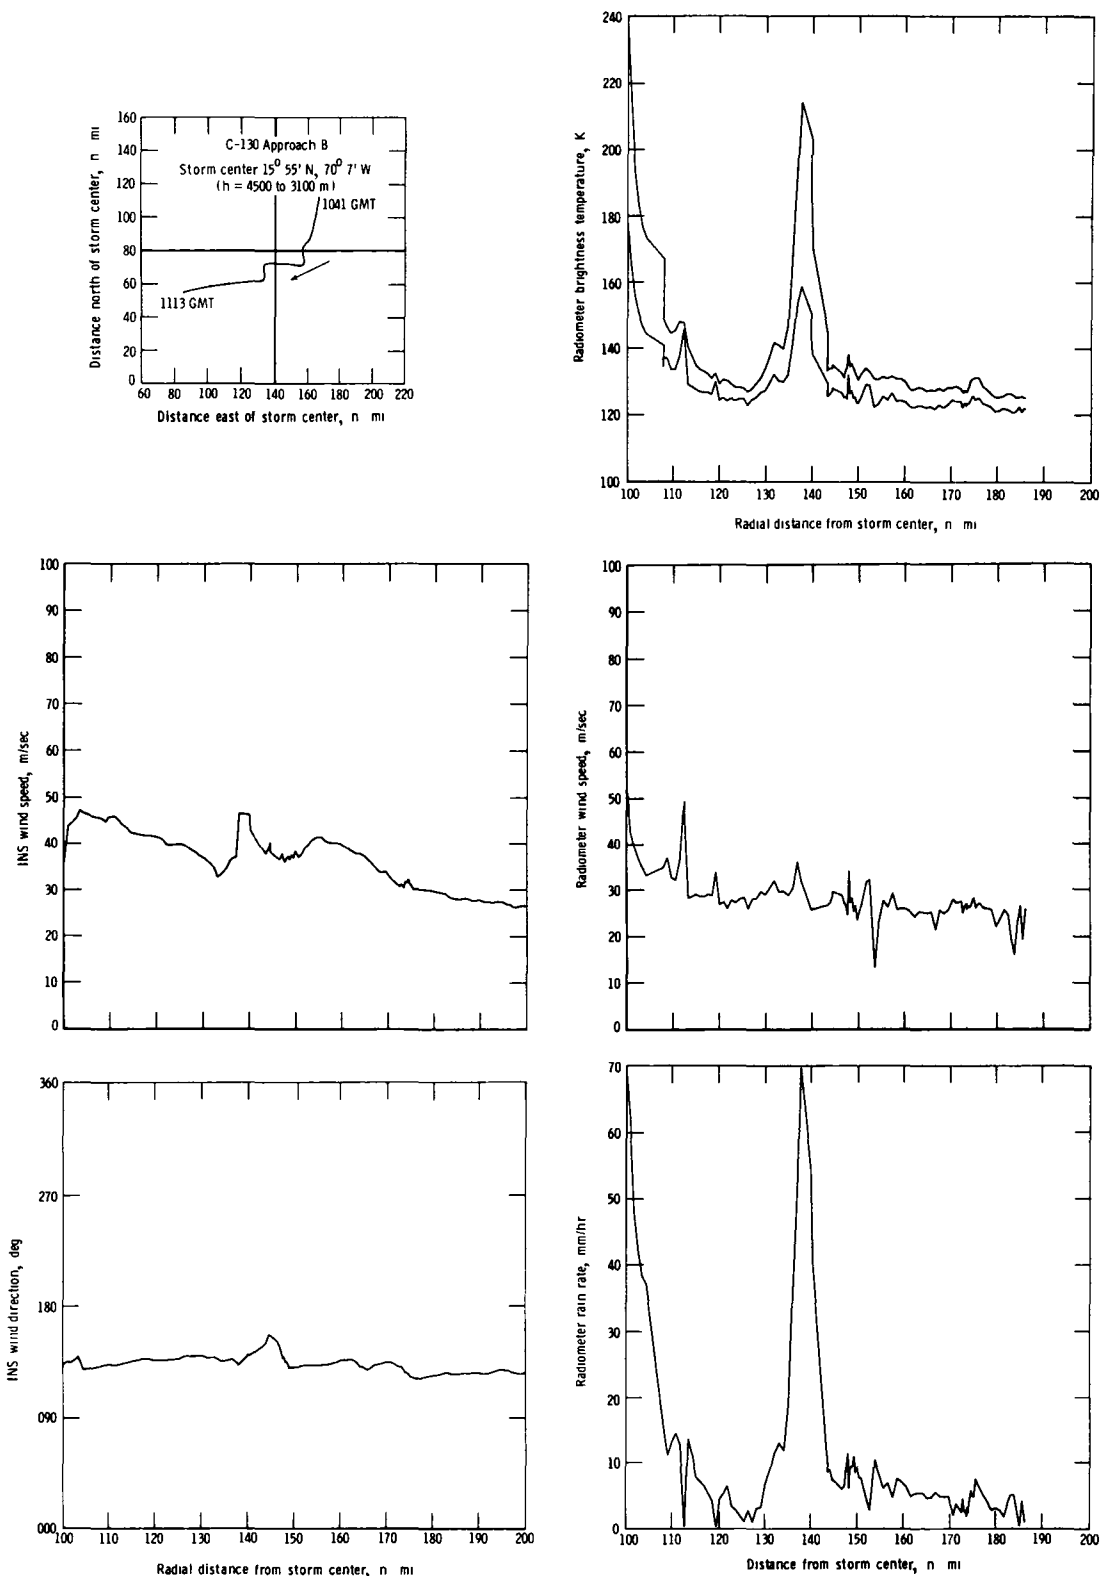 160
140
120
100
80
60
40
20
0
Distance north of storm center, n mi
C-130 Approach B
Storm center 15° 55' N, 70° 7' W
(h = 4500 to 3100 m)
1041 GMT
1113 GMT
60 80 100 120 140 160 180 200 220
Distance east of storm center, n mi
240
220
200
180
160
140
120
100
Radiometer brightness temperature, K
100 110 120 130 140 150 160 170 180 190 200
Radial distance from storm center, n mi
100
90
80
70
60
50
40
30
20
10
0
INS wind speed, m/sec
100
90
80
70
60
50
40
30
20
10
0
Radiometer wind speed, m/sec
360
270
180
090
000
INS wind direction, deg
100 110 120 130 140 150 160 170 180 190 200
Radial distance from storm center, n mi
70
60
50
40
30
20
10
0
Radiometer rain rate, mm/hr
100 110 120 130 140 150 160 170 180 190 200
Distance from storm center, n mi